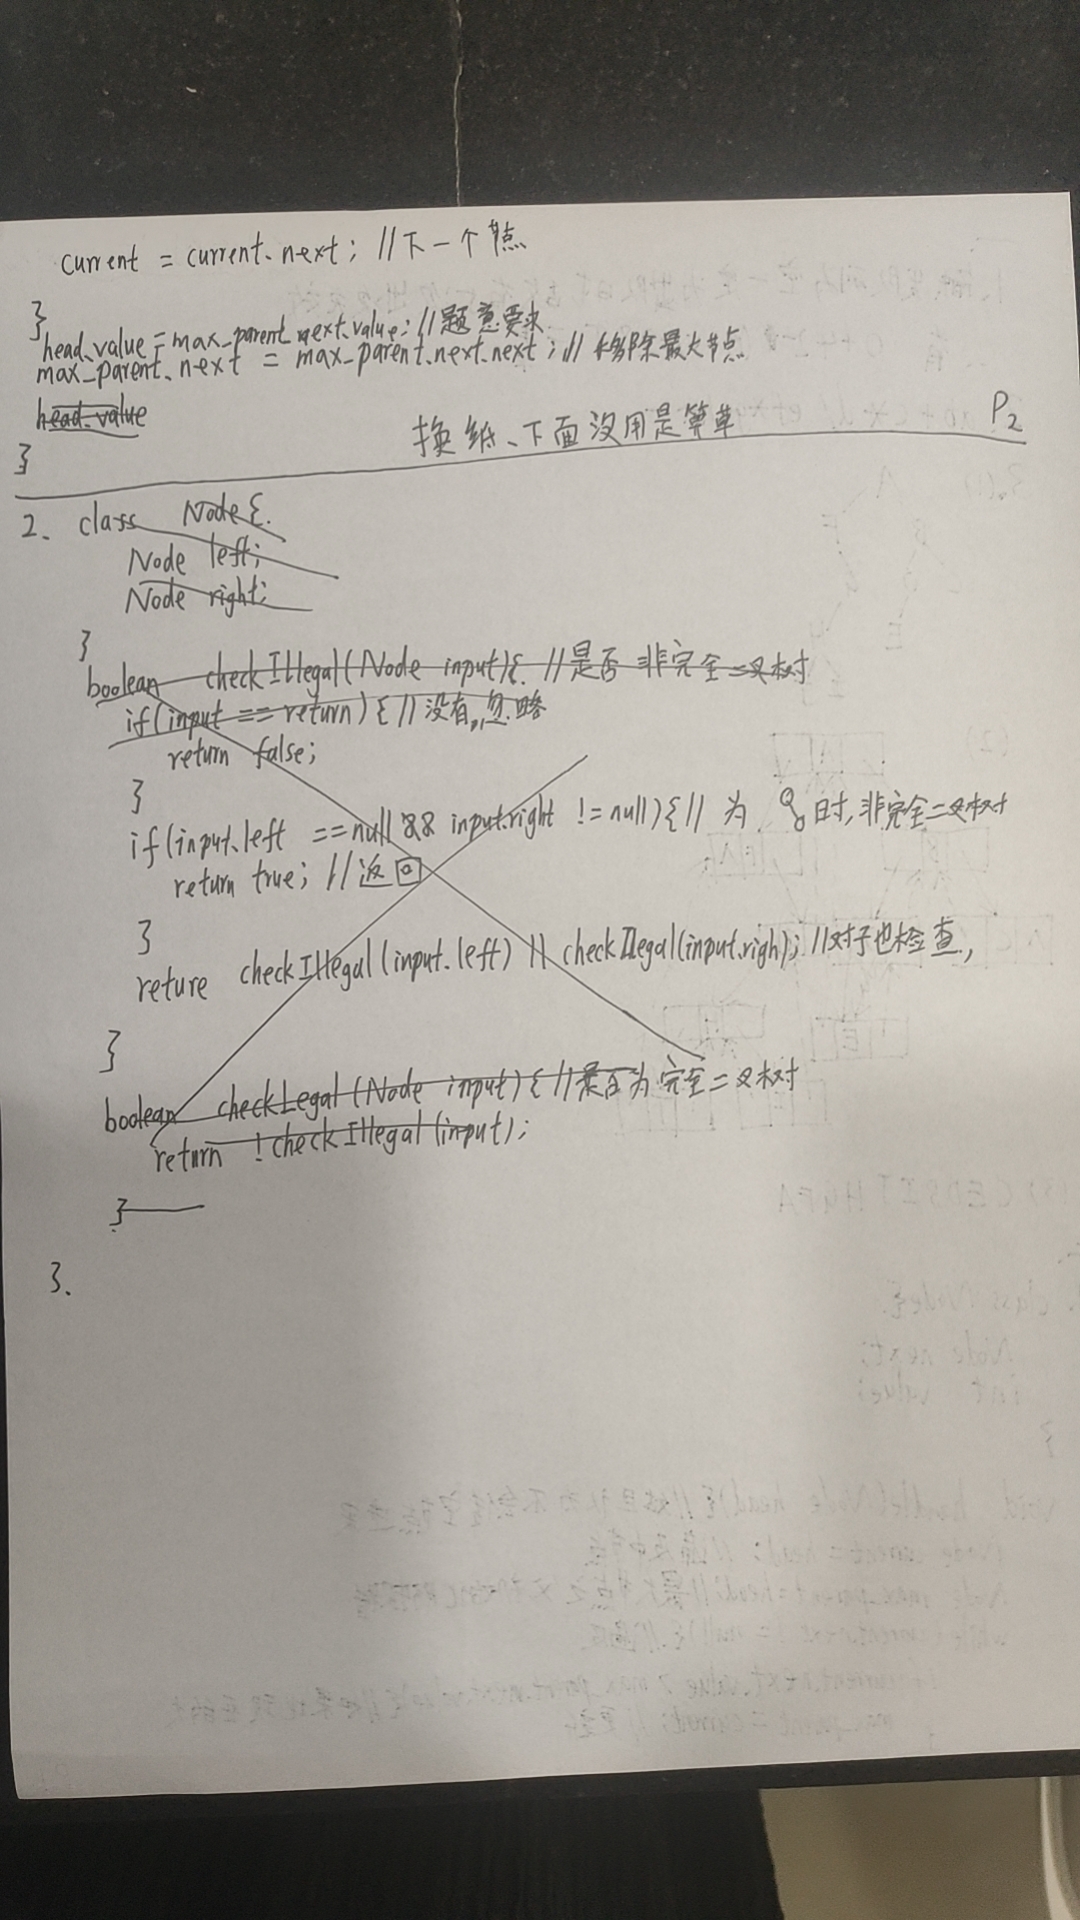 current = current.next; //下一个节点
}
head.value = max_parent.next.value; //题意要求
max_parent.next = max_parent.next.next; // 移除最大节点
head.value
换纸、下面没用是算草 P2
}
2. class Node{
Node left;
Node right;
}
boolean checkIllegal(Node input){ //是否非完全二叉树
if(input == return){ //没有,忽略
return false;
}
if(input.left ==null && input.right != null){// 为 时,非完全二叉树
return true; //返回
}
reture checkIllegal(input.left) || checkIlegal(input.righ); //对子也检查,
}
boolean checkLegal(Node input){ //是否为完全二叉树
return !checkIllegal(input);
}
3.